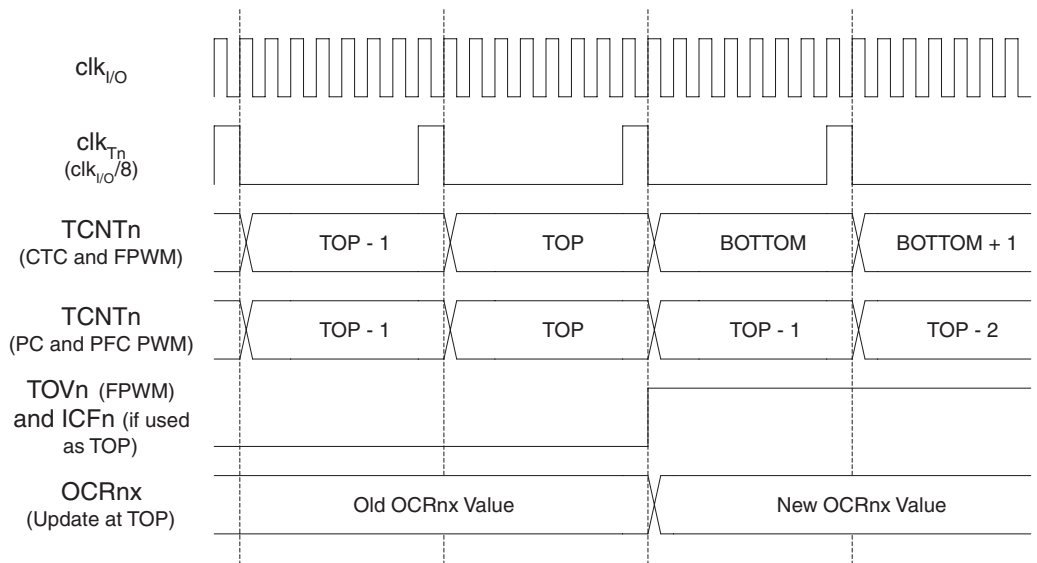 clkI/O
clkTn
(clkI/O/8)
TCNTn
(CTC and FPWM)
TOP - 1
TOP
BOTTOM
BOTTOM + 1
TCNTn
(PC and PFC PWM)
TOP - 1
TOP
TOP - 1
TOP - 2
TOVn (FPWM)
and ICFn (if used
as TOP)
OCRnx
(Update at TOP)
Old OCRnx Value
New OCRnx Value